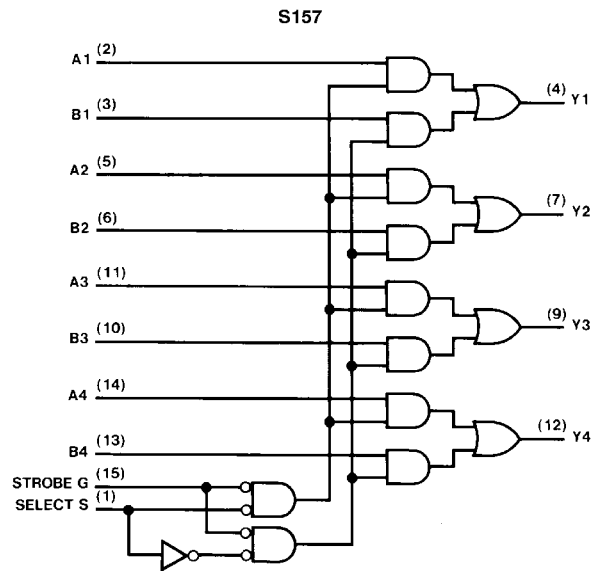 S157
A1 (2)
(4) Y1
B1 (3)
A2 (5)
(7) Y2
B2 (6)
A3 (11)
(9) Y3
B3 (10)
A4 (14)
(12) Y4
B4 (13)
STROBE G (15)
SELECT S (1)